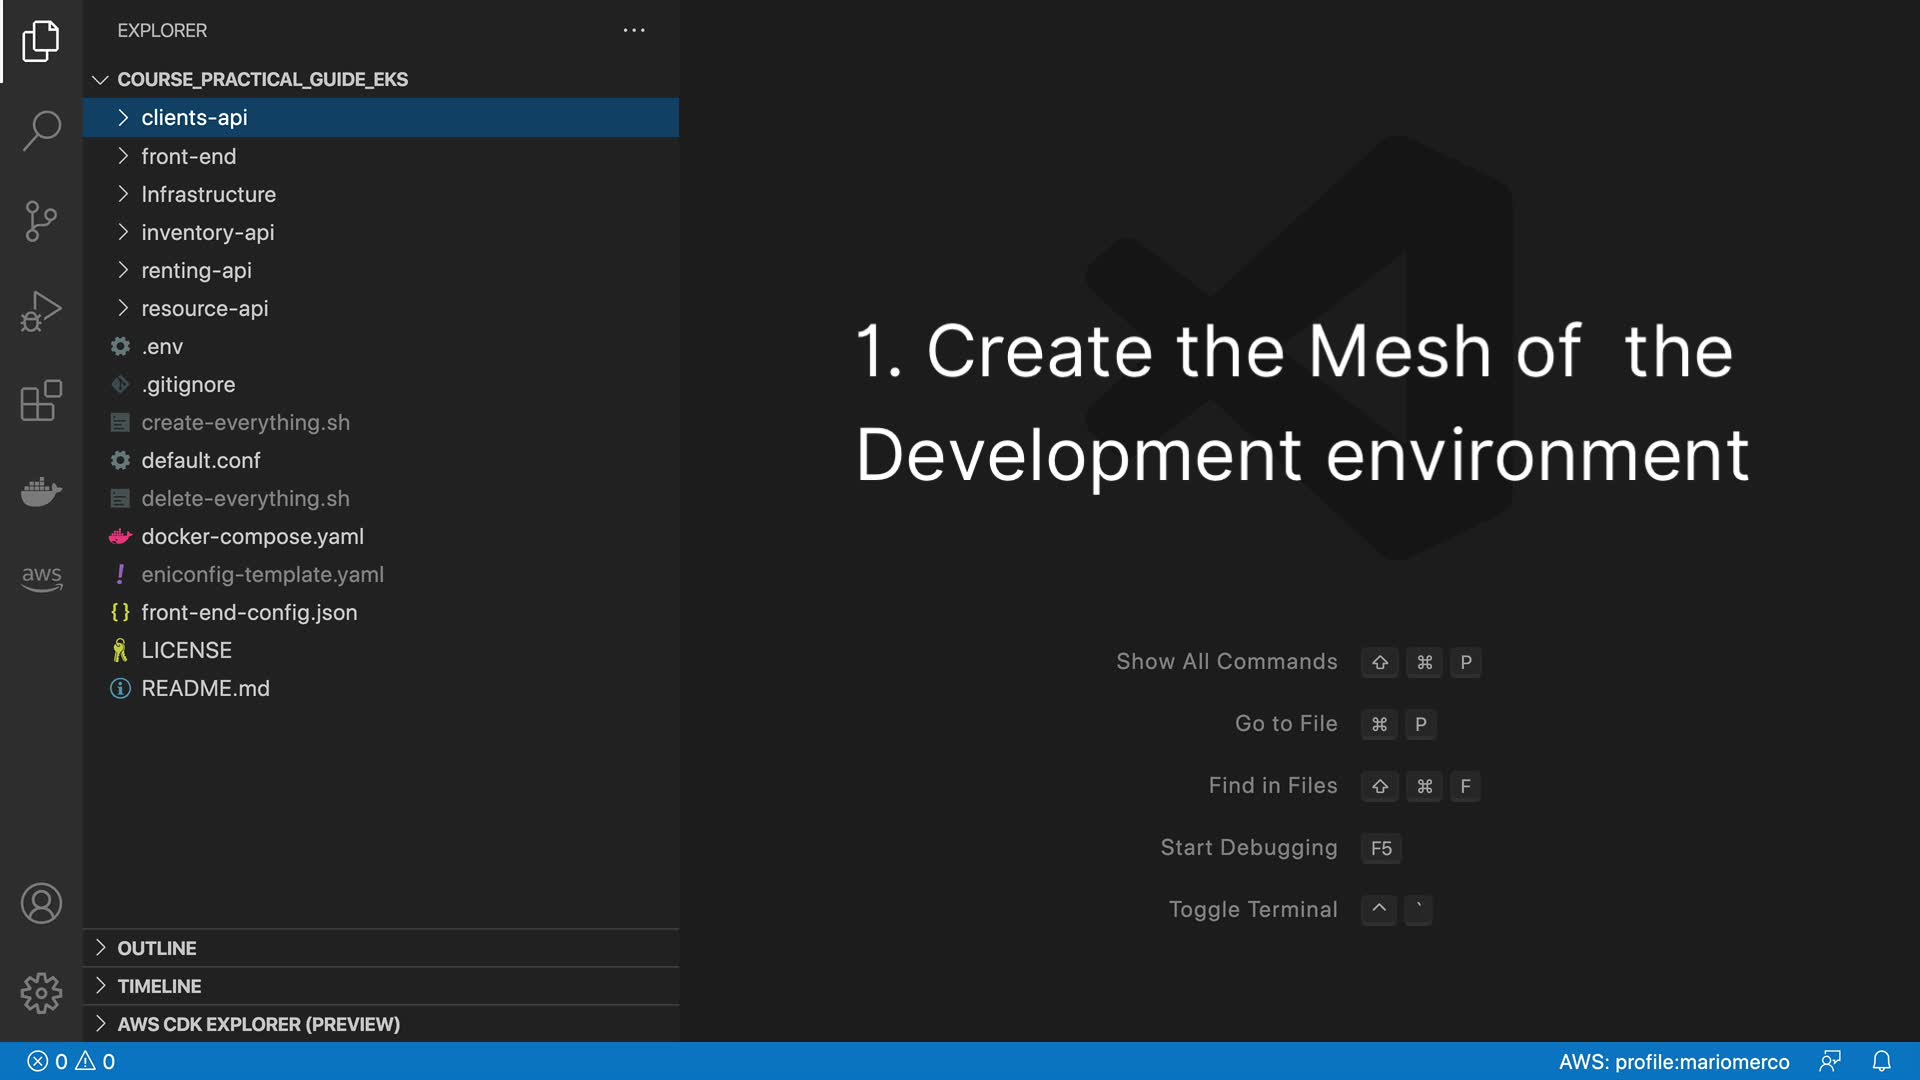 EXPLORER
COURSE_PRACTICAL_GUIDE_EKS
clients-api
front-end
Infrastructure
inventory-api
renting-api
resource-api
.env
.gitignore
create-everything.sh
default.conf
delete-everything.sh
docker-compose.yaml
eniconfig-template.yaml
front-end-config.json
LICENSE
README.md
OUTLINE
TIMELINE
AWS CDK EXPLORER (PREVIEW)
aws
1. Create the Mesh of the
Development environment
Show All Commands ⇧ ⌘ P
Go to File ⌘ P
Find in Files ⇧ ⌘ F
Start Debugging F5
Toggle Terminal ^ `
0 0
AWS: profile:mariomerco